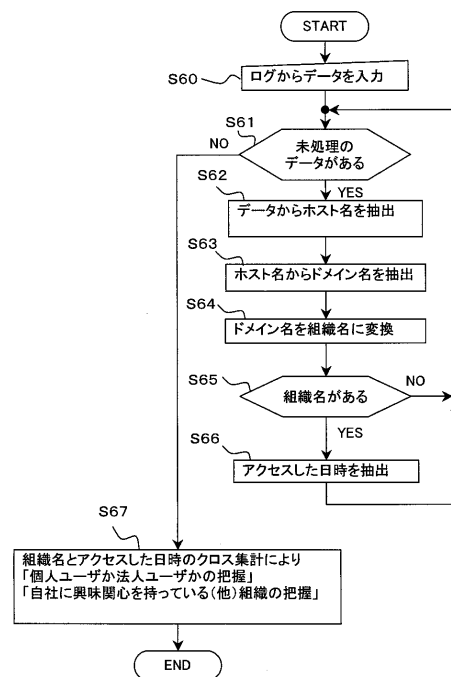 START
S60
ログからデータを入力
S61
NO
未処理の
データがある
YES
S62
データからホスト名を抽出
S63
ホスト名からドメイン名を抽出
S64
ドメイン名を組織名に変換
S65
組織名がある
NO
YES
S66
アクセスした日時を抽出
S67
組織名とアクセスした日時のクロス集計により
「個人ユーザか法人ユーザかの把握」
「自社に興味関心を持っている(他)組織の把握」
END